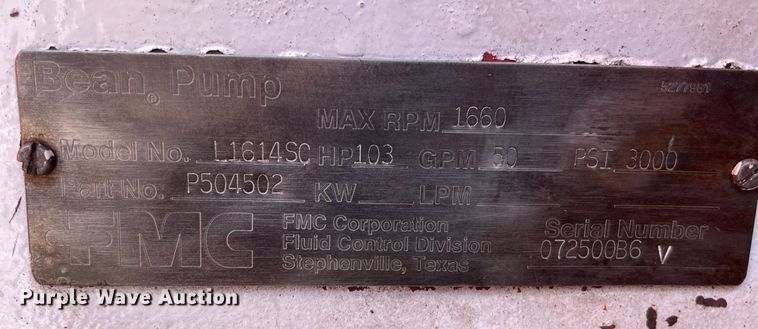 Bean® Pump
5277981
MAX RPM 1660
Model No. L1614SC HP 103 GPM 50 PSI 3000
Part No. P504502 KW LPM
FMC
FMC Corporation
Fluid Control Division
Stephenville, Texas
Serial Number
072500B6 V
Purple Wave Auction